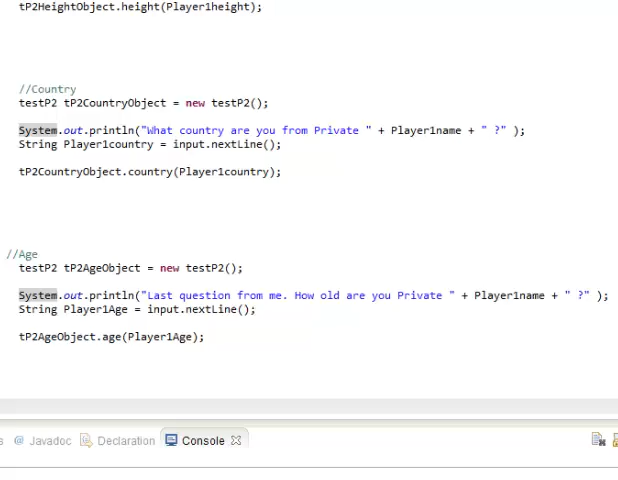 tP2HeightObject.height(Player1height);
//Country
testP2 tP2CountryObject = new testP2();
System.out.println("What country are you from Private " + Player1name + " ?" );
String Player1country = input.nextLine();
tP2CountryObject.country(Player1country);
//Age
testP2 tP2AgeObject = new testP2();
System.out.println("Last question from me. How old are you Private " + Player1name + " ?" );
String Player1Age = input.nextLine();
tP2AgeObject.age(Player1Age);
s @ Javadoc Declaration Console